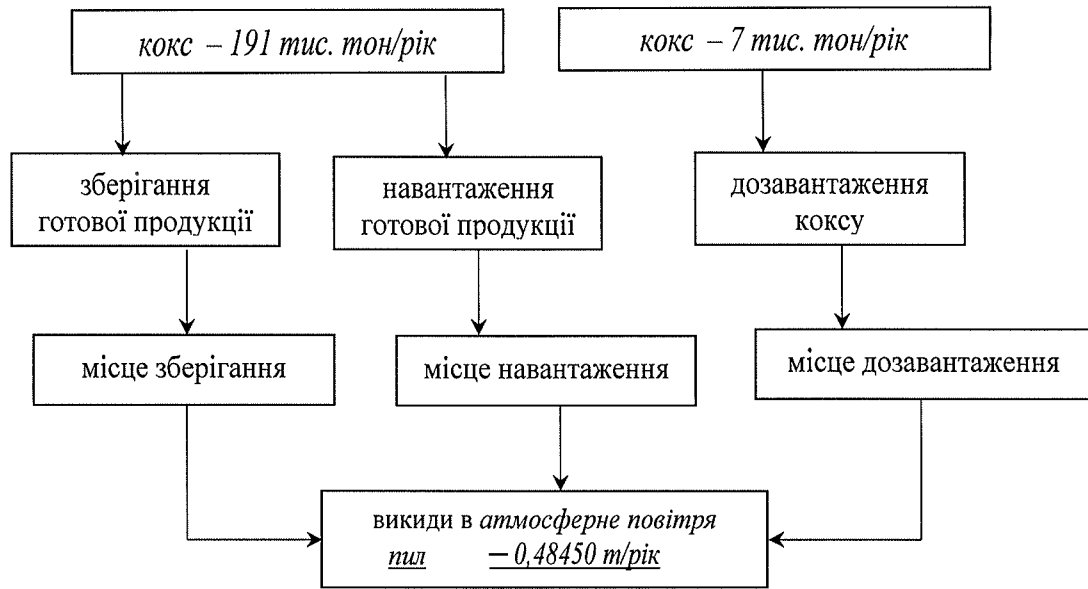 кокс – 191 тис. тон/рік
кокс – 7 тис. тон/рік
зберігання
готової продукції
навантаження
готової продукції
дозавантаження
коксу
місце зберігання
місце навантаження
місце дозавантаження
викиди в атмосферне повітря
пил – 0,48450 т/рік